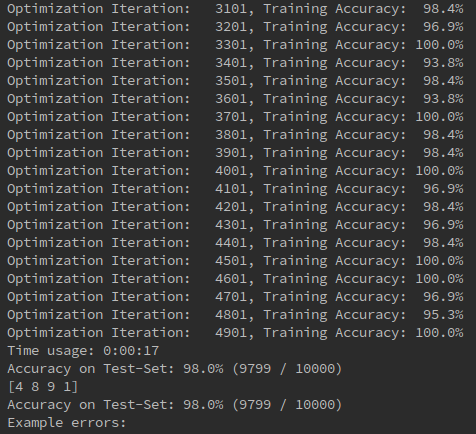 Optimization Iteration:   3101, Training Accuracy:  98.4%
Optimization Iteration:   3201, Training Accuracy:  96.9%
Optimization Iteration:   3301, Training Accuracy: 100.0%
Optimization Iteration:   3401, Training Accuracy:  93.8%
Optimization Iteration:   3501, Training Accuracy:  98.4%
Optimization Iteration:   3601, Training Accuracy:  93.8%
Optimization Iteration:   3701, Training Accuracy: 100.0%
Optimization Iteration:   3801, Training Accuracy:  98.4%
Optimization Iteration:   3901, Training Accuracy:  98.4%
Optimization Iteration:   4001, Training Accuracy: 100.0%
Optimization Iteration:   4101, Training Accuracy:  96.9%
Optimization Iteration:   4201, Training Accuracy:  98.4%
Optimization Iteration:   4301, Training Accuracy:  96.9%
Optimization Iteration:   4401, Training Accuracy:  98.4%
Optimization Iteration:   4501, Training Accuracy: 100.0%
Optimization Iteration:   4601, Training Accuracy: 100.0%
Optimization Iteration:   4701, Training Accuracy:  96.9%
Optimization Iteration:   4801, Training Accuracy:  95.3%
Optimization Iteration:   4901, Training Accuracy: 100.0%
Time usage: 0:00:17
Accuracy on Test-Set: 98.0% (9799 / 10000)
[4 8 9 1]
Accuracy on Test-Set: 98.0% (9799 / 10000)
Example errors: